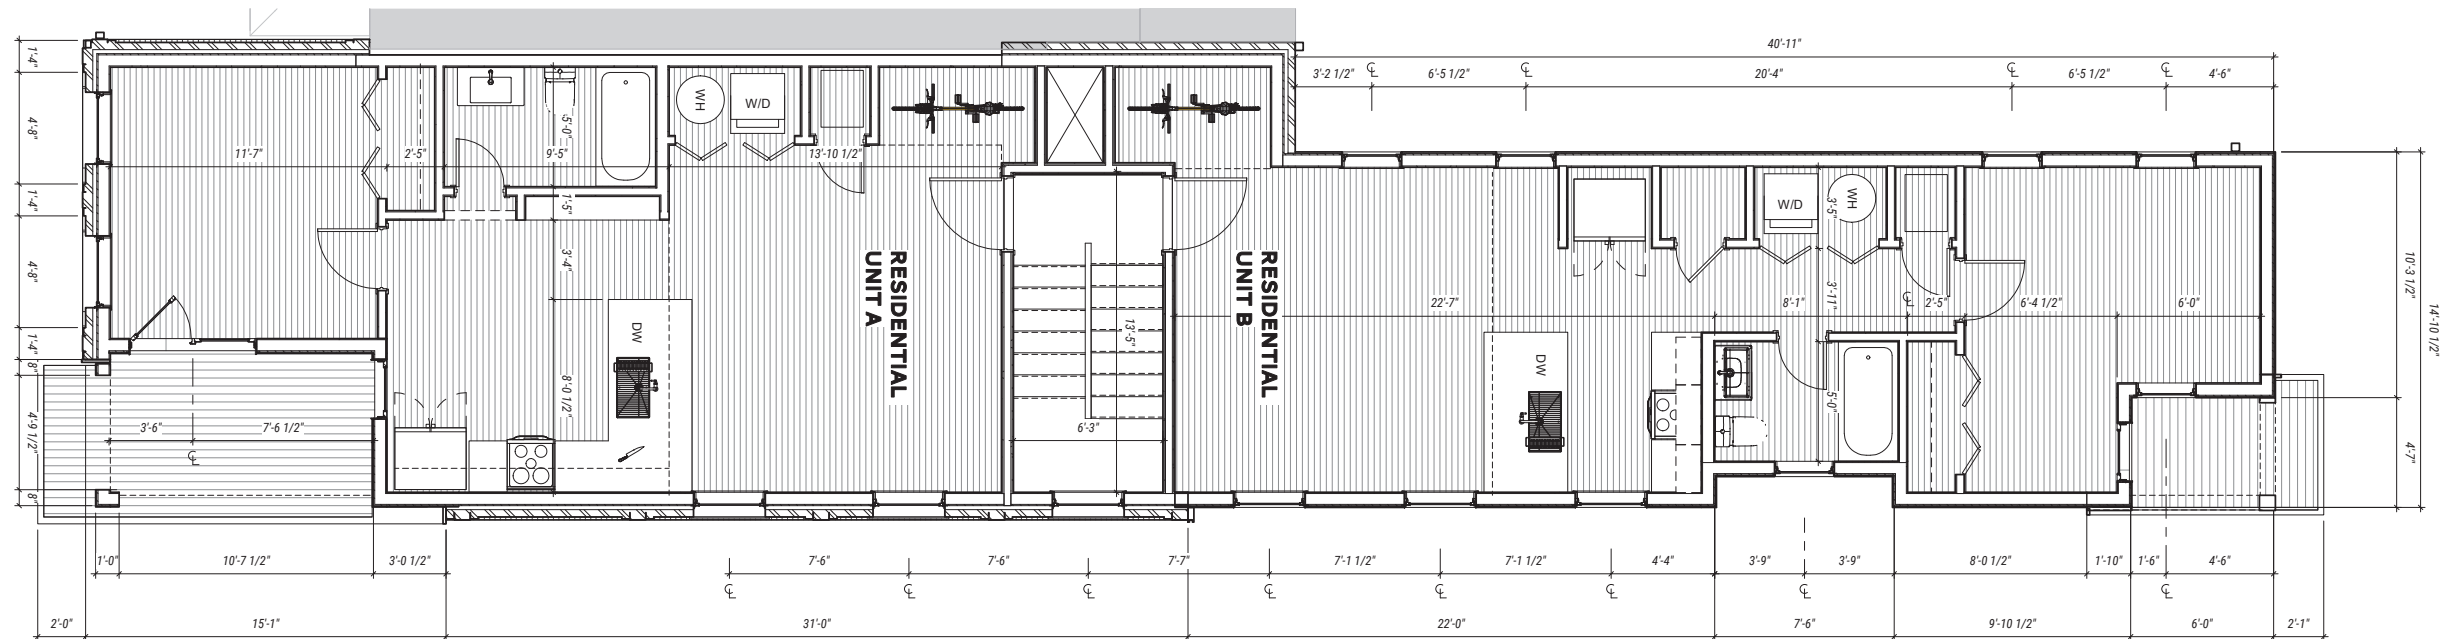 40'-11"
3'-2 1/2" ℄ 6'-5 1/2" ℄ 20'-4" ℄ 6'-5 1/2" ℄ 4'-6"
1'-4"
4'-8"
1'-4"
4'-8"
1'-4"
8"
4'-9 1/2"
8"
11'-7"
2'-5"
9'-5"
5'-0"
1'-5"
3'-4"
8'-0 1/2"
WH
W/D
13'-10 1/2"
DW
RESIDENTIAL
UNIT A
3'-6"
7'-6 1/2"
℄
13'-5"
6'-3"
RESIDENTIAL
UNIT B
22'-7"
DW
W/D
WH
3'-5"
3'-11"
8'-1"
℄
2'-5"
6'-4 1/2"
6'-0"
5'-0"
10'-3 1/2"
14'-10 1/2"
4'-7"
1'-0" 10'-7 1/2" 3'-0 1/2" 7'-6" 7'-6" 7'-7" 7'-1 1/2" 7'-1 1/2" 4'-4" 3'-9" 3'-9" 8'-0 1/2" 1'-10" 1'-6" 4'-6"
℄ ℄ ℄ ℄ ℄ ℄ ℄ ℄
2'-0" 15'-1" 31'-0" 22'-0" 7'-6" 9'-10 1/2" 6'-0" 2'-1"